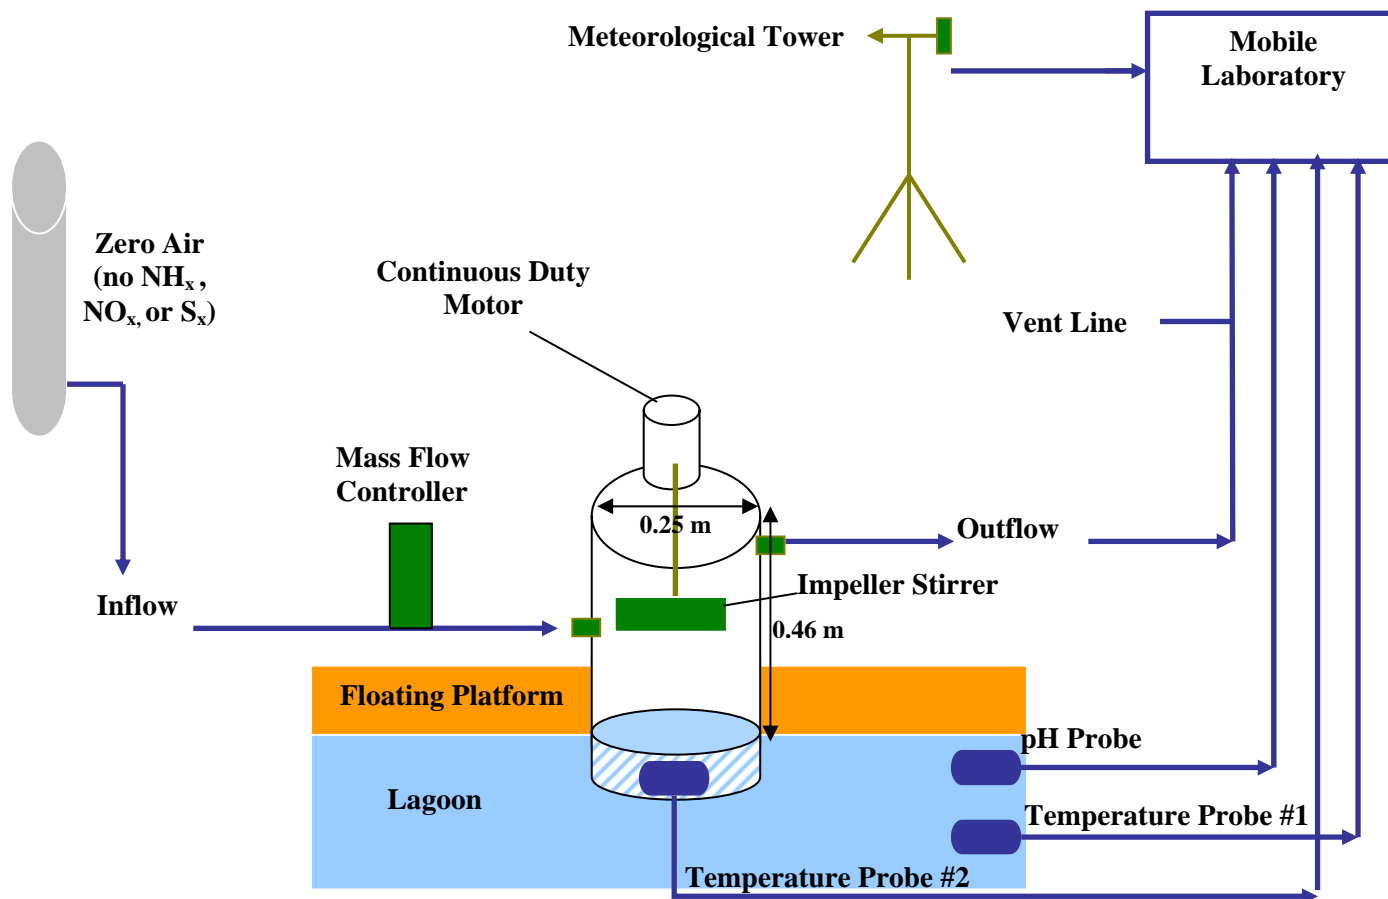 Meteorological Tower
Mobile
Laboratory
Zero Air
(no NHₓ ,
NOₓ, or Sₓ)
Continuous Duty
Motor
Vent Line
Mass Flow
Controller
0.25 m
Outflow
Impeller Stirrer
Inflow
0.46 m
Floating Platform
pH Probe
Lagoon
Temperature Probe #1
Temperature Probe #2